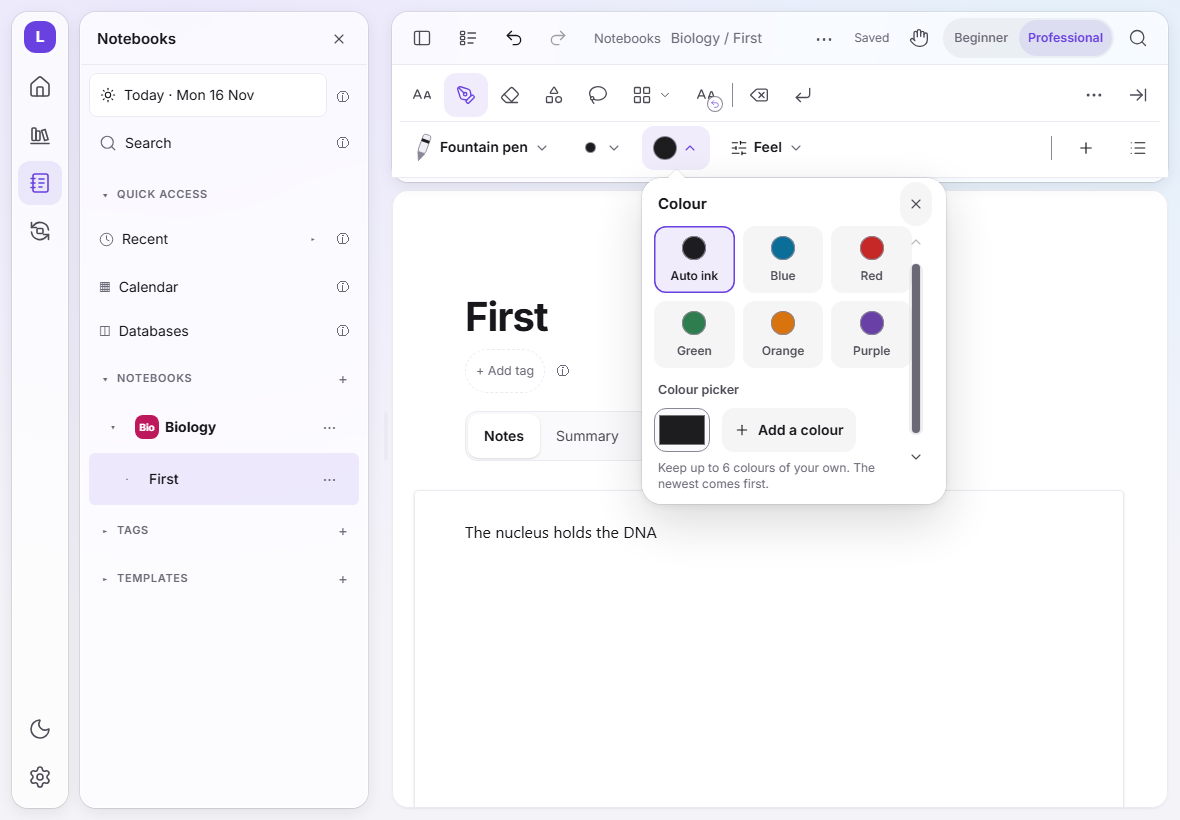 L
Notebooks
Today · Mon 16 Nov
Search
QUICK ACCESS
Recent
Calendar
Databases
NOTEBOOKS
Bio Biology
First
TAGS
TEMPLATES
Notebooks Biology / First
Saved
Beginner Professional
AA
AA
Fountain pen
Feel
Colour
Auto ink Blue Red
Green Orange Purple
Colour picker
+ Add a colour
Keep up to 6 colours of your own. The
newest comes first.
First
+ Add tag
Notes Summary
The nucleus holds the DNA